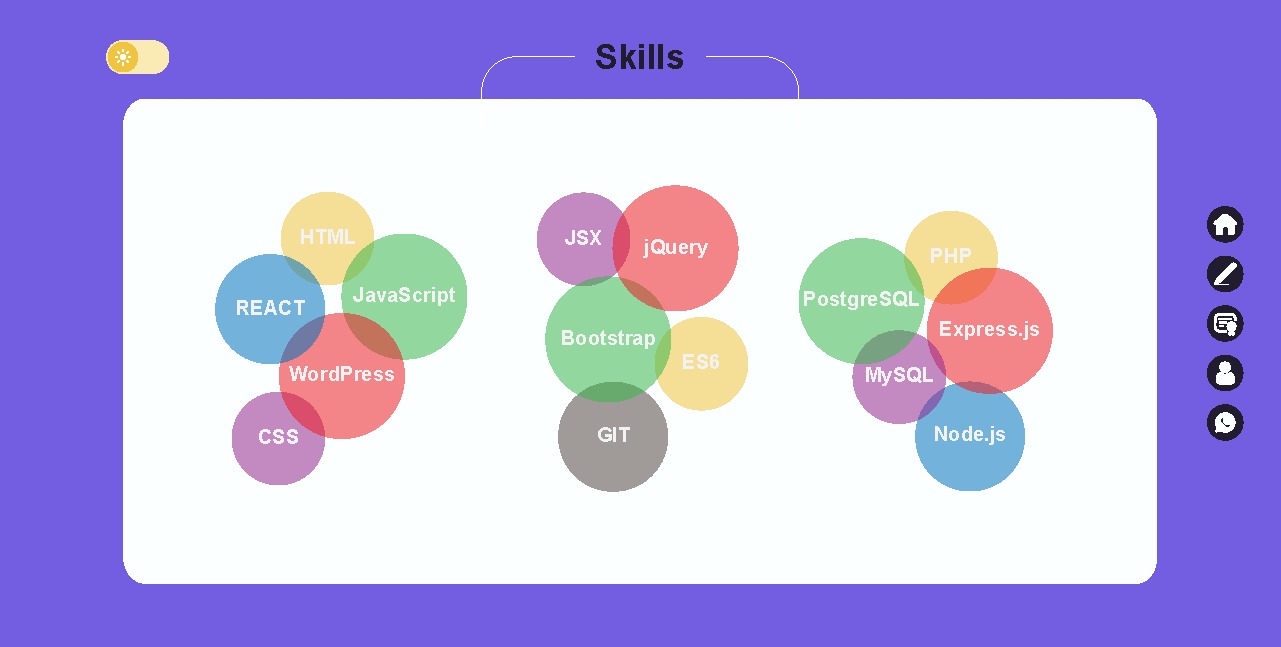 Skills
HTML
JavaScript
REACT
WordPress
CSS
JSX
jQuery
Bootstrap
ES6
GIT
PHP
PostgreSQL
Express.js
MySQL
Node.js